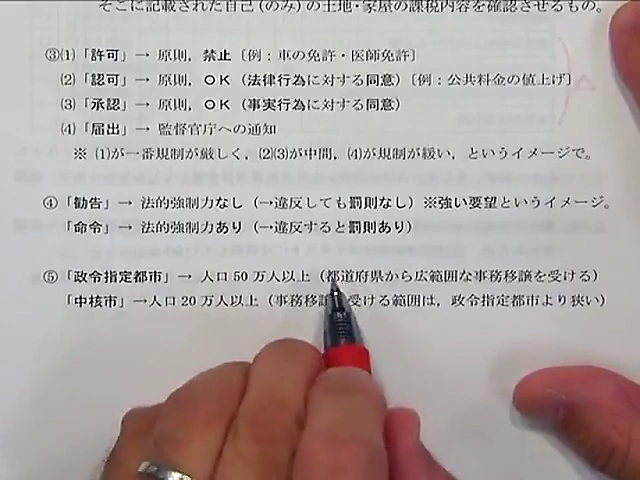 そこに記載された自己(のみ)の土地・家屋の課税内容を確認させるもの。
③⑴「許可」→ 原則,禁止〔例:車の免許・医師免許〕
⑵「認可」→ 原則,OK(法律行為に対する同意)〔例:公共料金の値上げ〕
⑶「承認」→ 原則,OK(事実行為に対する同意)
⑷「届出」→ 監督官庁への通知
※ ⑴が一番規制が厳しく,⑵⑶が中間,⑷が規制が緩い,というイメージで。
④「勧告」→ 法的強制力なし(→違反しても罰則なし)※強い要望というイメージ。
「命令」→ 法的強制力あり(→違反すると罰則あり)
⑤「政令指定都市」→ 人口50万人以上(都道府県から広範囲な事務移譲を受ける)
「中核市」→人口20万人以上(事務移譲を受ける範囲は,政令指定都市より狭い)